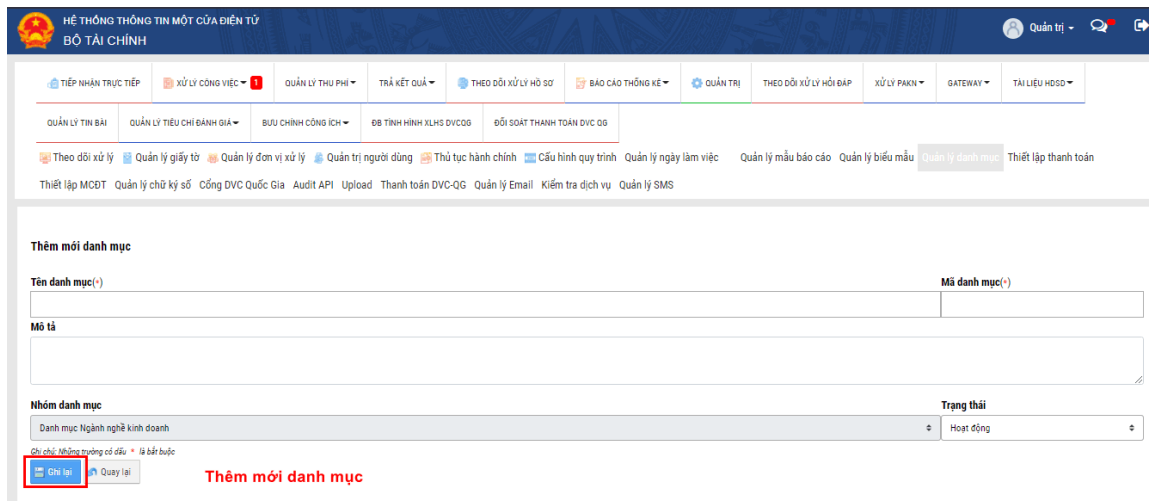 HỆ THỐNG THÔNG TIN MỘT CỬA ĐIỆN TỬ
BỘ TÀI CHÍNH
Quản trị
TIẾP NHẬN TRỰC TIẾP XỬ LÝ CÔNG VIỆC 1 QUẢN LÝ THU PHÍ TRẢ KẾT QUẢ THEO DÕI XỬ LÝ HỒ SƠ BÁO CÁO THỐNG KÊ QUẢN TRỊ THEO DÕI XỬ LÝ HỎI ĐÁP XỬ LÝ PAKN GATEWAY TÀI LIỆU HDSD
QUẢN LÝ TIN BÀI QUẢN LÝ TIÊU CHÍ ĐÁNH GIÁ BƯU CHÍNH CÔNG ÍCH ĐB TÌNH HÌNH XLHS DVCQG ĐỐI SOÁT THANH TOÁN DVC QG
Theo dõi xử lý Quản lý giấy tờ Quản lý đơn vị xử lý Quản trị người dùng Thủ tục hành chính Cấu hình quy trình Quản lý ngày làm việc Quản lý mẫu báo cáo Quản lý biểu mẫu Quản lý danh mục Thiết lập thanh toán
Thiết lập MCĐT Quản lý chữ ký số Cổng DVC Quốc Gia Audit API Upload Thanh toán DVC-QG Quản lý Email Kiểm tra dịch vụ Quản lý SMS
Thêm mới danh mục
Tên danh mục(*) Mã danh mục(*)
Mô tả
Nhóm danh mục Trạng thái
Danh mục Ngành nghề kinh doanh Hoạt động
Ghi chú: Những trường có dấu * là bắt buộc
Ghi lại Quay lại Thêm mới danh mục